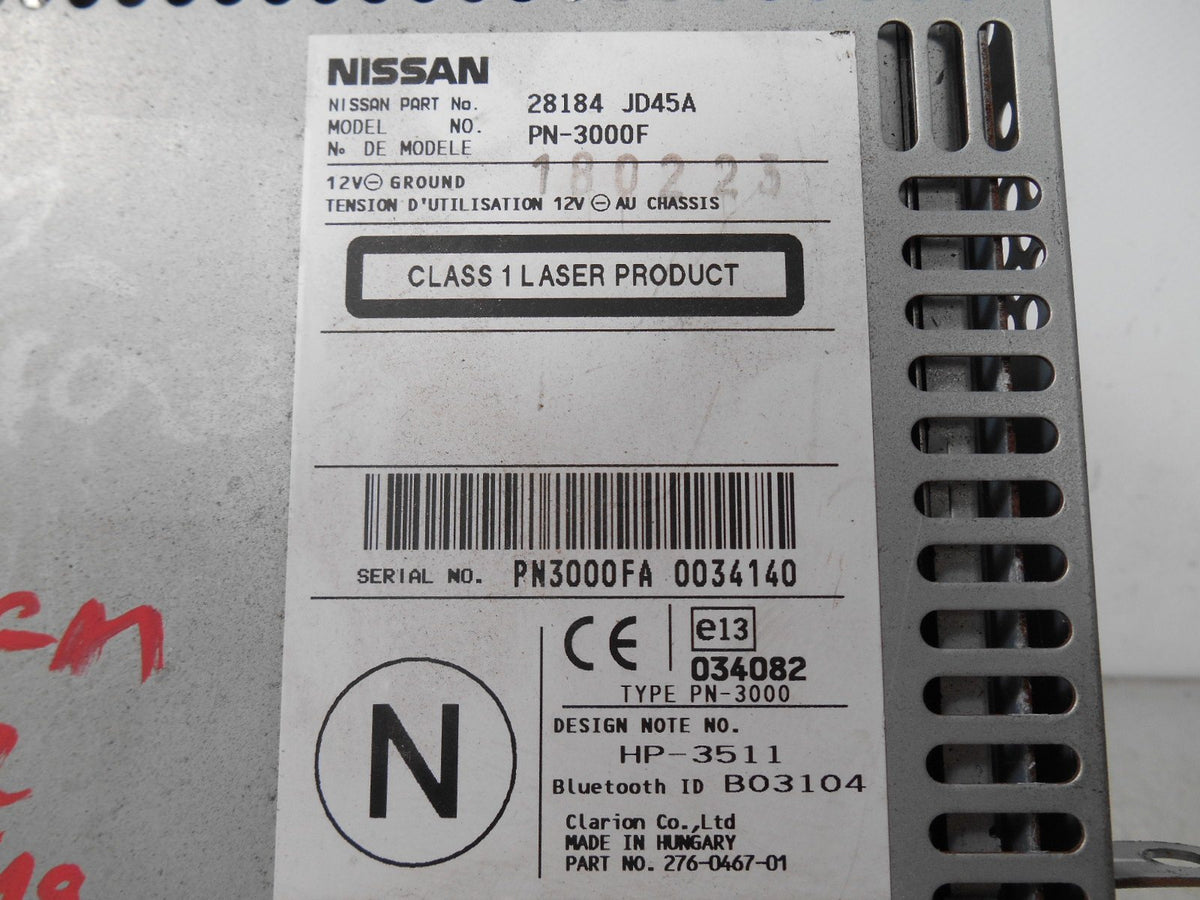 NISSAN
NISSAN PART No. 28184 JD45A
MODEL NO. PN-3000F
No DE MODELE
180223
12V⊖ GROUND
TENSION D'UTILISATION 12V ⊖ AU CHASSIS
CLASS 1 LASER PRODUCT
SERIAL NO. PN3000FA 0034140
CE e13
034082
TYPE PN-3000
DESIGN NOTE NO.
HP-3511
Bluetooth ID B03104
N
Clarion Co.,Ltd
MADE IN HUNGARY
PART NO. 276-0467-01